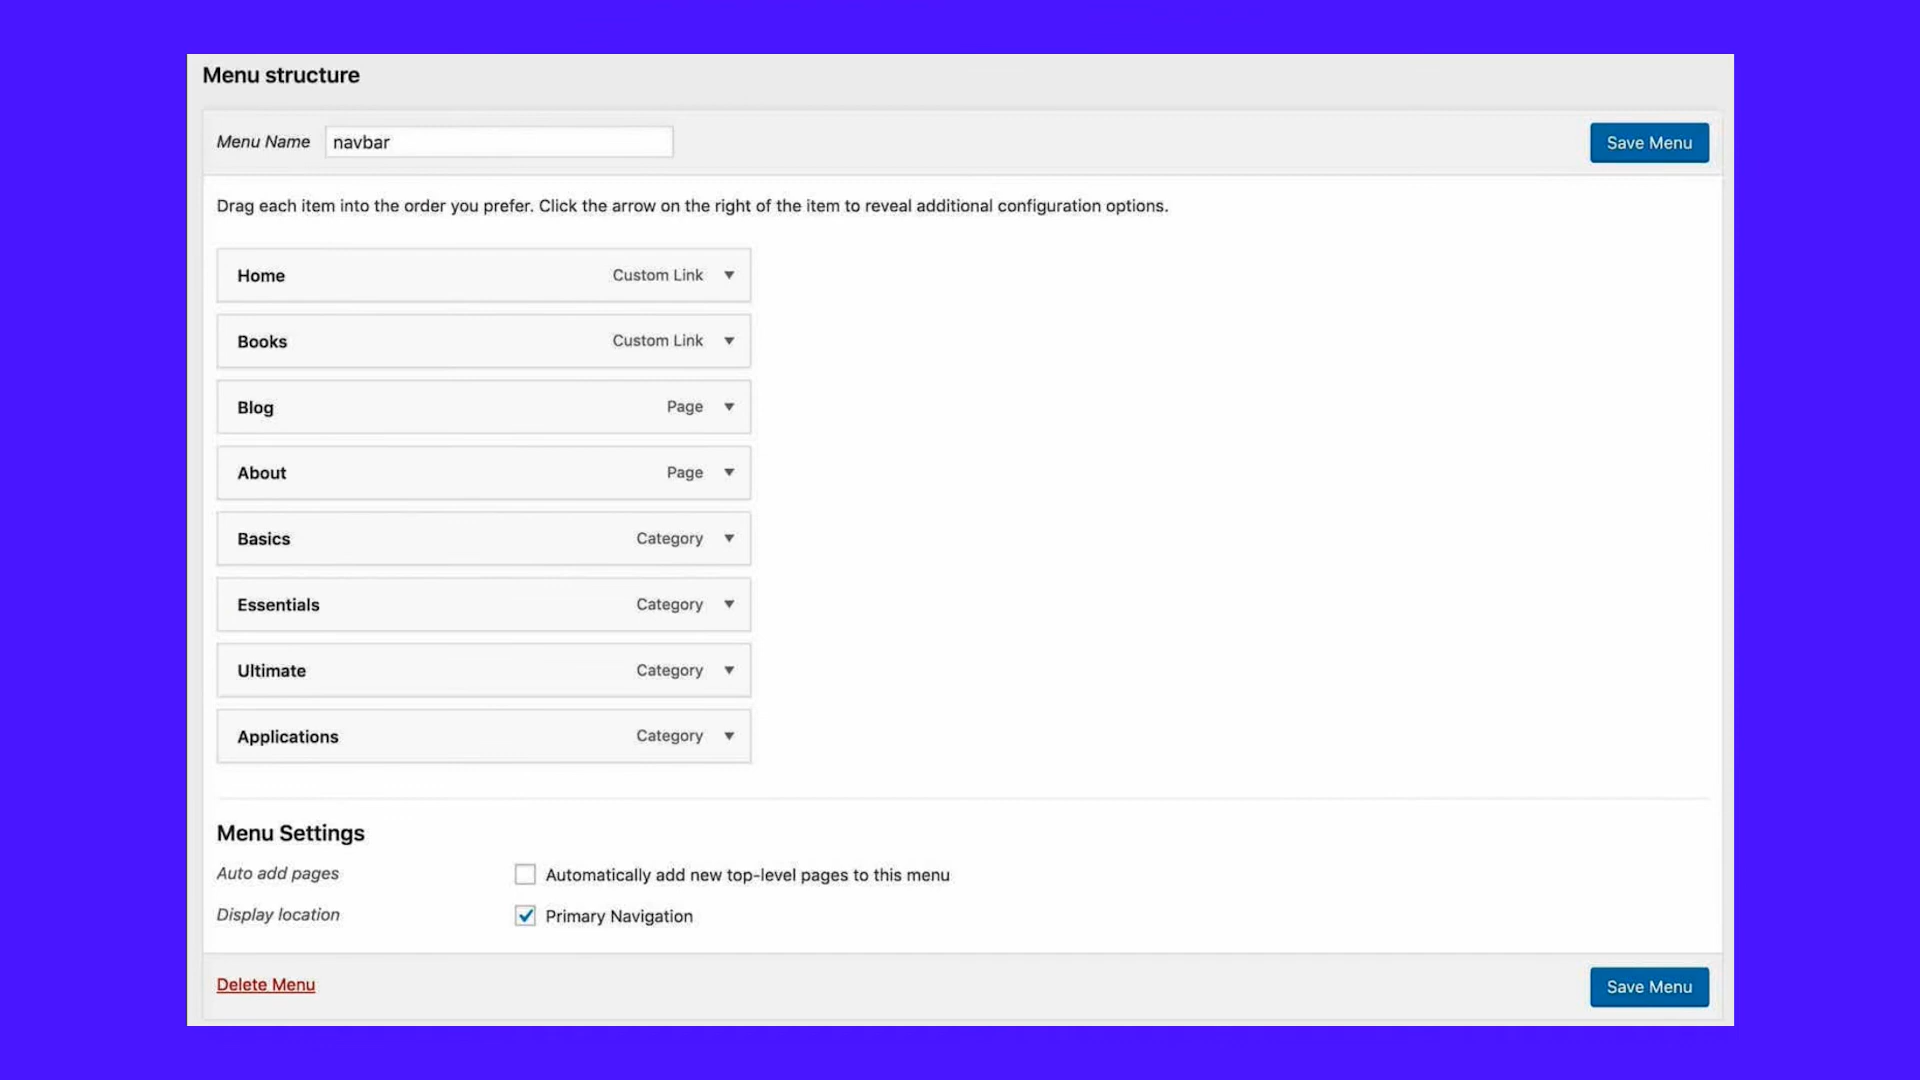 Menu structure
Menu Name navbar Save Menu
Drag each item into the order you prefer. Click the arrow on the right of the item to reveal additional configuration options.
Home Custom Link
Books Custom Link
Blog Page
About Page
Basics Category
Essentials Category
Ultimate Category
Applications Category
Menu Settings
Auto add pages Automatically add new top-level pages to this menu
Display location Primary Navigation
Delete Menu Save Menu